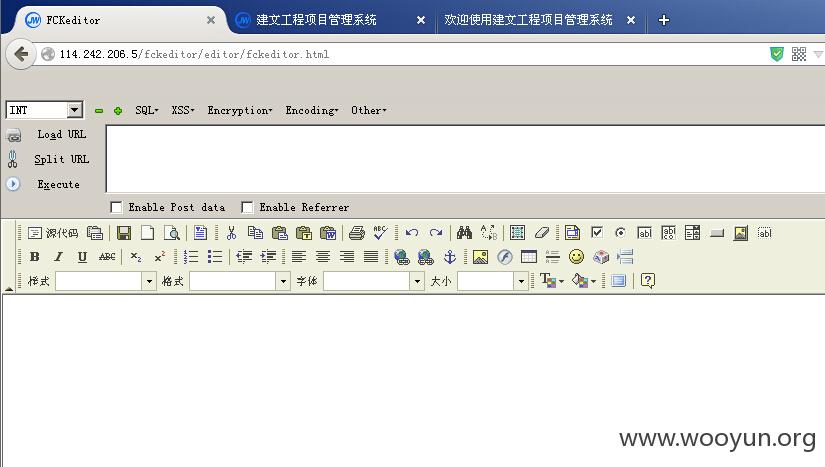 FCKeditor × 建文工程项目管理系统 × 欢迎使用建文工程项目管理系统 × +
114.242.206.5/fckeditor/editor/fckeditor.html
INT SQL XSS Encryption Encoding Other
Load URL
Split URL
Execute
Enable Post data Enable Referrer
源代码
B I U ABC x₂ x²
样式 格式 字体 大小
www.wooyun.org